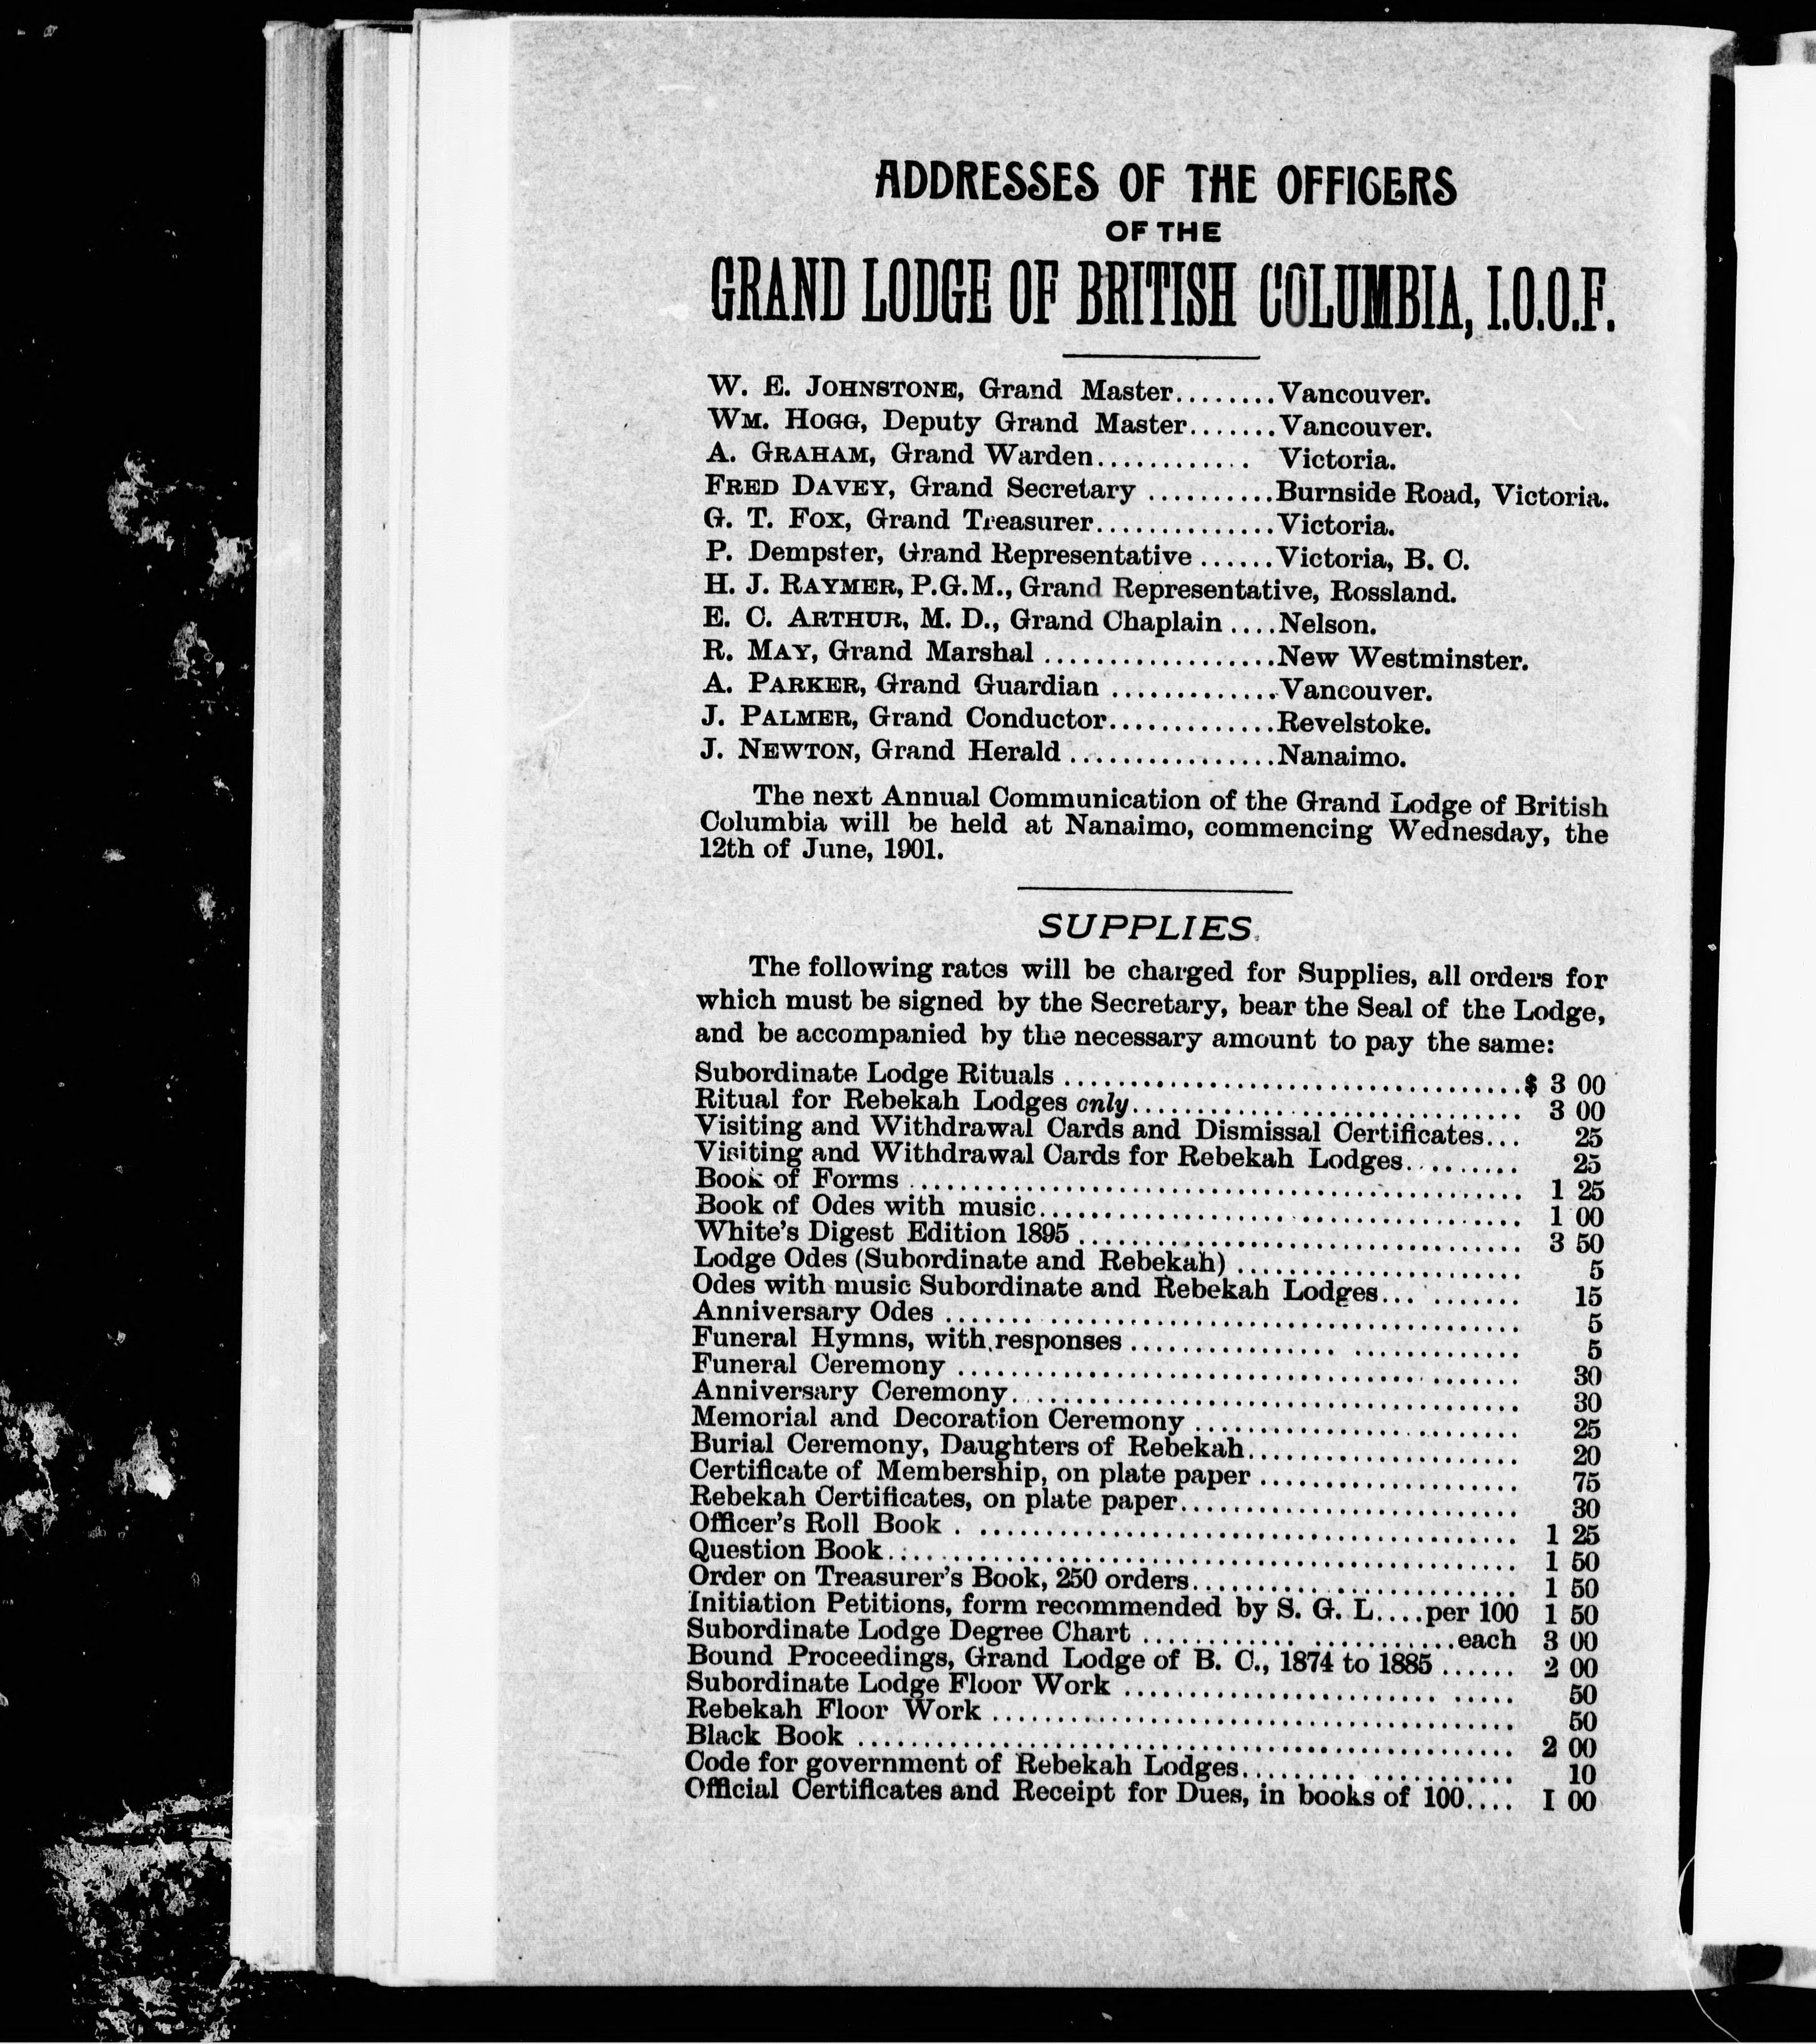 ADDRESSES OF THE OFFICERS
OF THE
GRAND LODGE OF BRITISH COLUMBIA, I.O.O.F.
W. E. JOHNSTONE, Grand Master........Vancouver.
WM. HOGG, Deputy Grand Master.......Vancouver.
A. GRAHAM, Grand Warden............ Victoria.
FRED DAVEY, Grand Secretary ..........Burnside Road, Victoria.
G. T. FOX, Grand Treasurer..............Victoria.
P. Dempster, Grand Representative ......Victoria, B. C.
H. J. RAYMER, P.G.M., Grand Representative, Rossland.
E. C. ARTHUR, M. D., Grand Chaplain ....Nelson.
R. MAY, Grand Marshal ..................New Westminster.
A. PARKER, Grand Guardian .............Vancouver.
J. PALMER, Grand Conductor.............Revelstoke.
J. NEWTON, Grand Herald ................Nanaimo.
The next Annual Communication of the Grand Lodge of British
Columbia will be held at Nanaimo, commencing Wednesday, the
12th of June, 1901.
SUPPLIES.
The following rates will be charged for Supplies, all orders for
which must be signed by the Secretary, bear the Seal of the Lodge,
and be accompanied by the necessary amount to pay the same:
Subordinate Lodge Rituals ...................................$ 3 00
Ritual for Rebekah Lodges only.............................. 3 00
Visiting and Withdrawal Cards and Dismissal Certificates... 25
Visiting and Withdrawal Cards for Rebekah Lodges......... 25
Book of Forms ............................................... 1 25
Book of Odes with music..................................... 1 00
White's Digest Edition 1895 .................................. 3 50
Lodge Odes (Subordinate and Rebekah) ...................... 5
Odes with music Subordinate and Rebekah Lodges... ....... 15
Anniversary Odes ............................................ 5
Funeral Hymns, with responses ................ ............. 5
Funeral Ceremony ........................................... 30
Anniversary Ceremony....................................... 30
Memorial and Decoration Ceremony ......................... 25
Burial Ceremony, Daughters of Rebekah..................... 20
Certificate of Membership, on plate paper .................... 75
Rebekah Certificates, on plate paper.......................... 30
Officer's Roll Book . ......................................... 1 25
Question Book................................................ 1 50
Order on Treasurer's Book, 250 orders......................... 1 50
Initiation Petitions, form recommended by S. G. L....per 100 1 50
Subordinate Lodge Degree Chart ............ ...........each 3 00
Bound Proceedings, Grand Lodge of B. C., 1874 to 1885 ...... 2 00
Subordinate Lodge Floor Work ........................ ..... 50
Rebekah Floor Work ........................................ 50
Black Book .................................................. 2 00
Code for government of Rebekah Lodges..................... 10
Official Certificates and Receipt for Dues, in books of 100.... 1 00